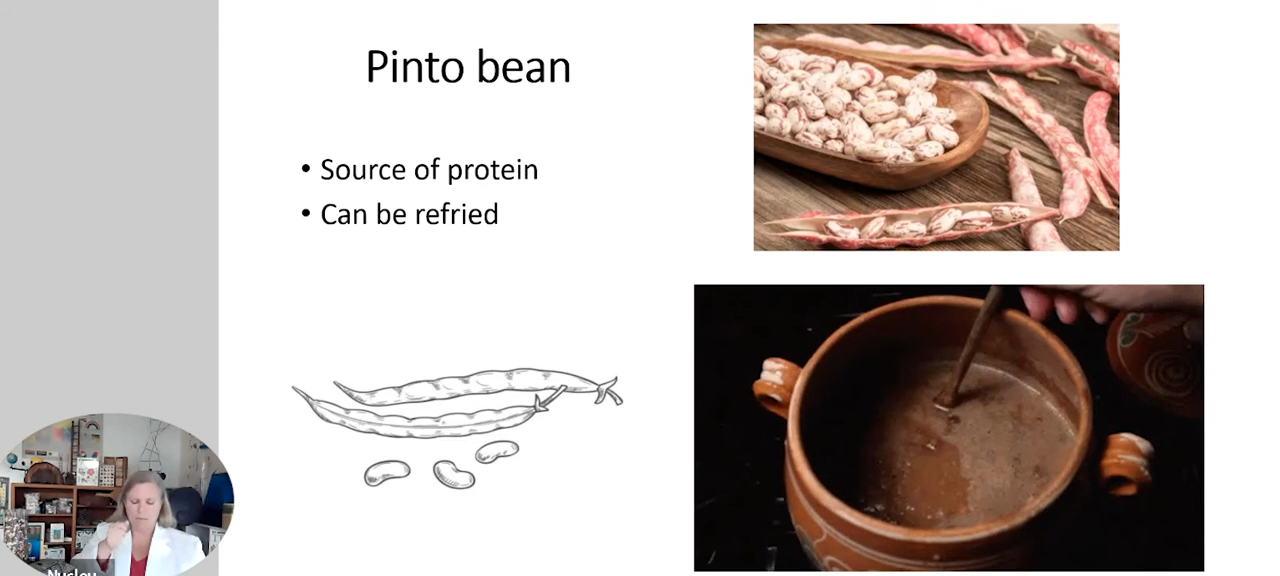 Pinto bean
• Source of protein
• Can be refried